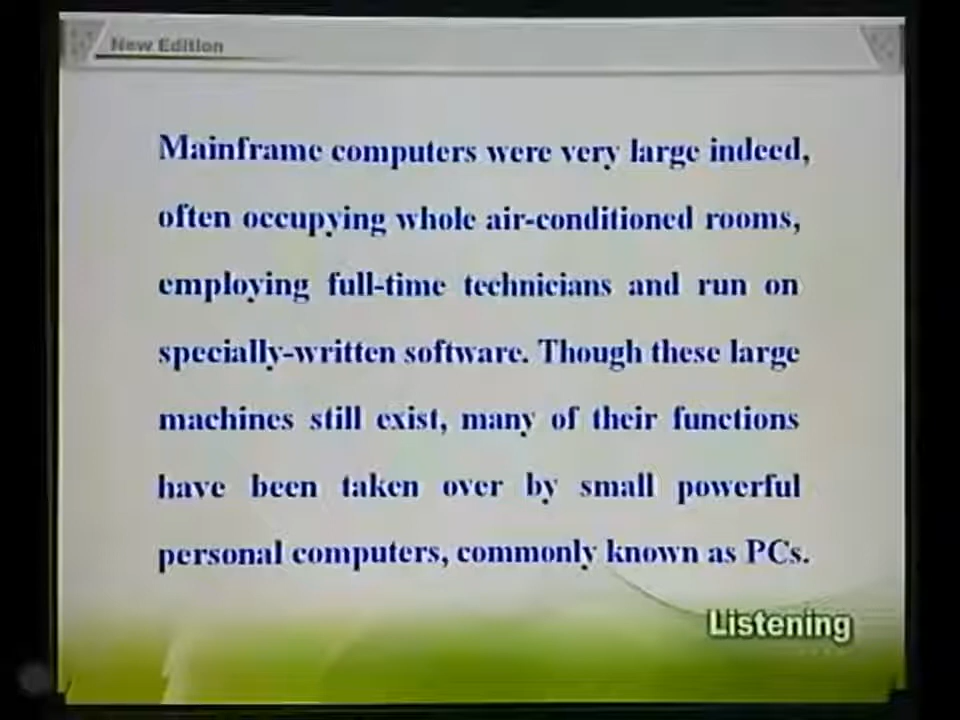 New Edition
Mainframe computers were very large indeed,
often occupying whole air-conditioned rooms,
employing full-time technicians and run on
specially-written software. Though these large
machines still exist, many of their functions
have been taken over by small powerful
personal computers, commonly known as PCs.
Listening